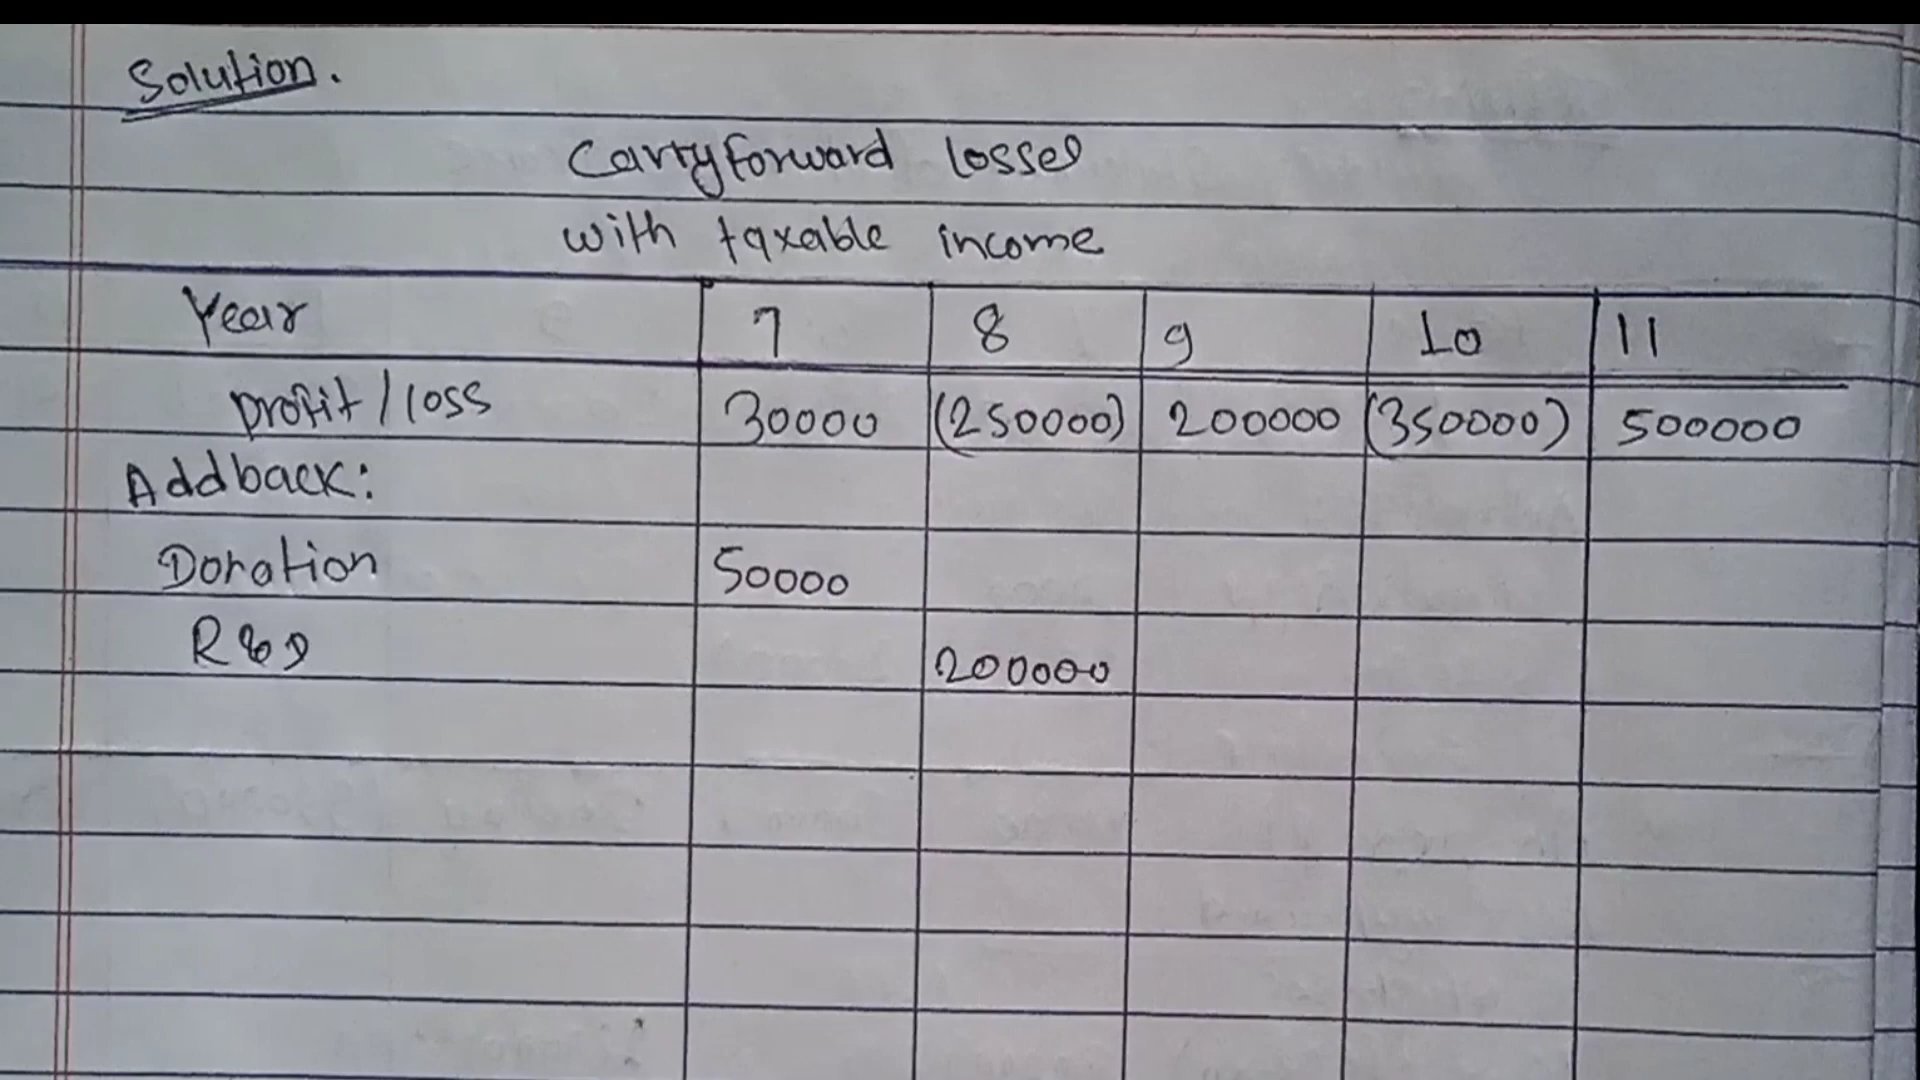 Solution.
Carryforward losses
with taxable income
Year 7 8 9 10 11
profit/loss 30000 (250000) 200000 (350000) 500000
Addback:
Donation 50000
R&D 200000